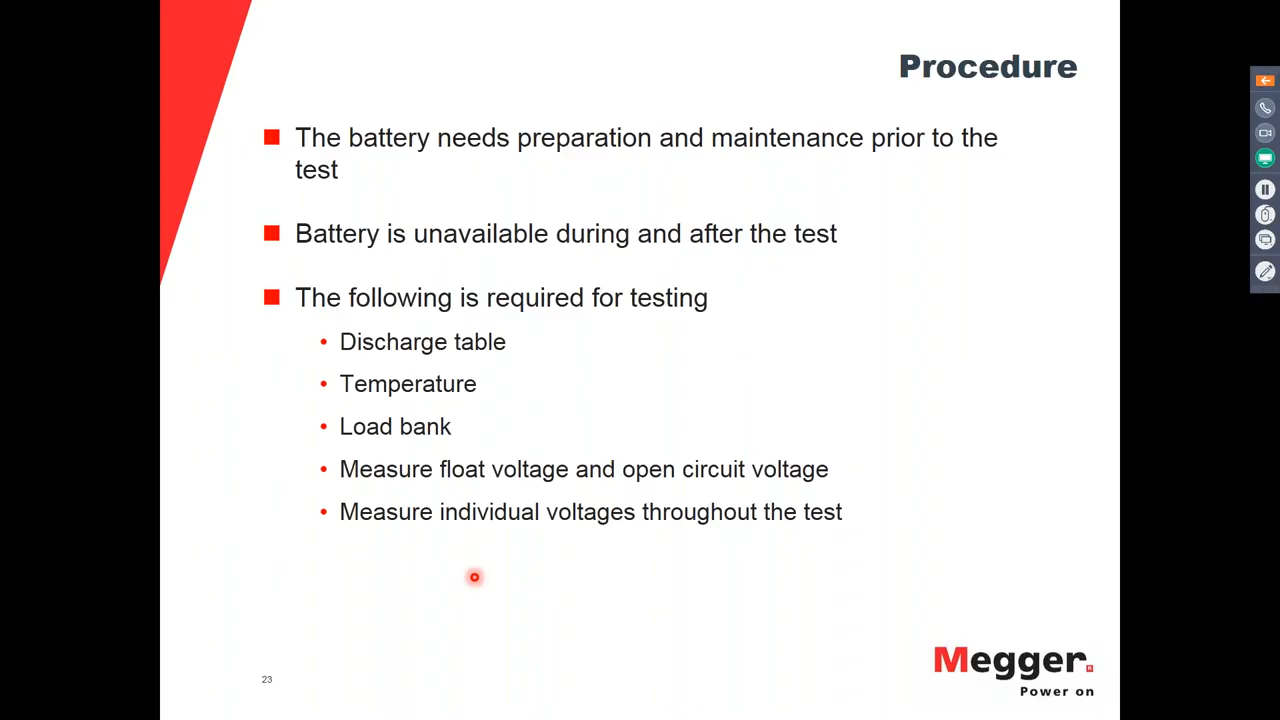 Procedure
The battery needs preparation and maintenance prior to the
test
Battery is unavailable during and after the test
The following is required for testing
Discharge table
Temperature
Load bank
Measure float voltage and open circuit voltage
Measure individual voltages throughout the test
Megger.
Power on
23